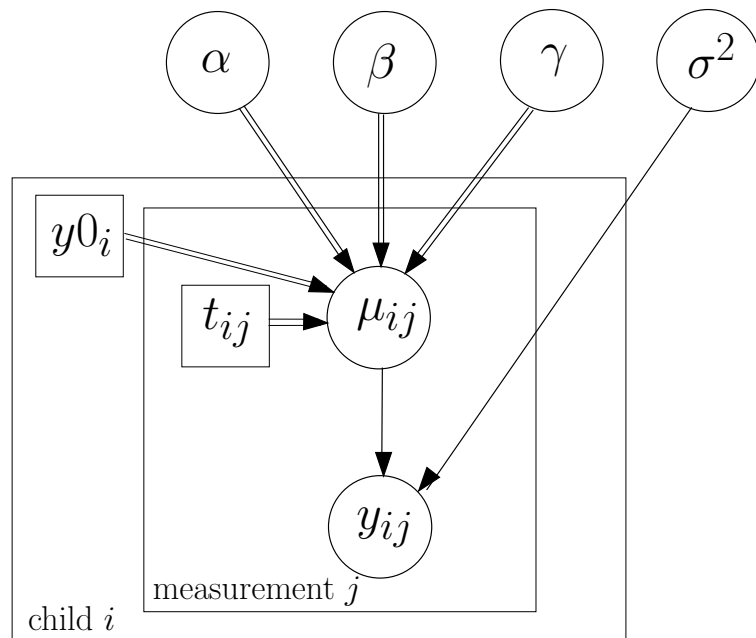 α β γ σ²
y0ᵢ
tᵢⱼ μᵢⱼ
yᵢⱼ
measurement j
child i